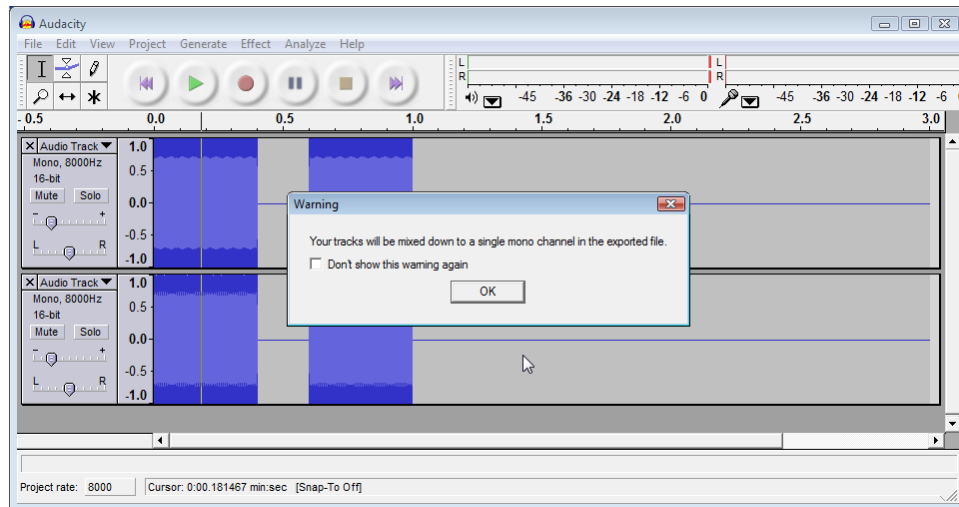 Audacity
File Edit View Project Generate Effect Analyze Help
L
R
-45 -36 -30 -24 -18 -12 -6 0
L
R
-45 -36 -30 -24 -18 -12 -6
- 0.5 0.0 0.5 1.0 1.5 2.0 2.5 3.0
X Audio Track
Mono, 8000Hz
16-bit
Mute Solo
- +
L R
1.0
0.5
0.0
-0.5
-1.0
Warning
Your tracks will be mixed down to a single mono channel in the exported file.
Don't show this warning again
OK
X Audio Track
Mono, 8000Hz
16-bit
Mute Solo
- +
L R
1.0
0.5
0.0
-0.5
-1.0
Project rate: 8000 Cursor: 0:00.181467 min:sec [Snap-To Off]